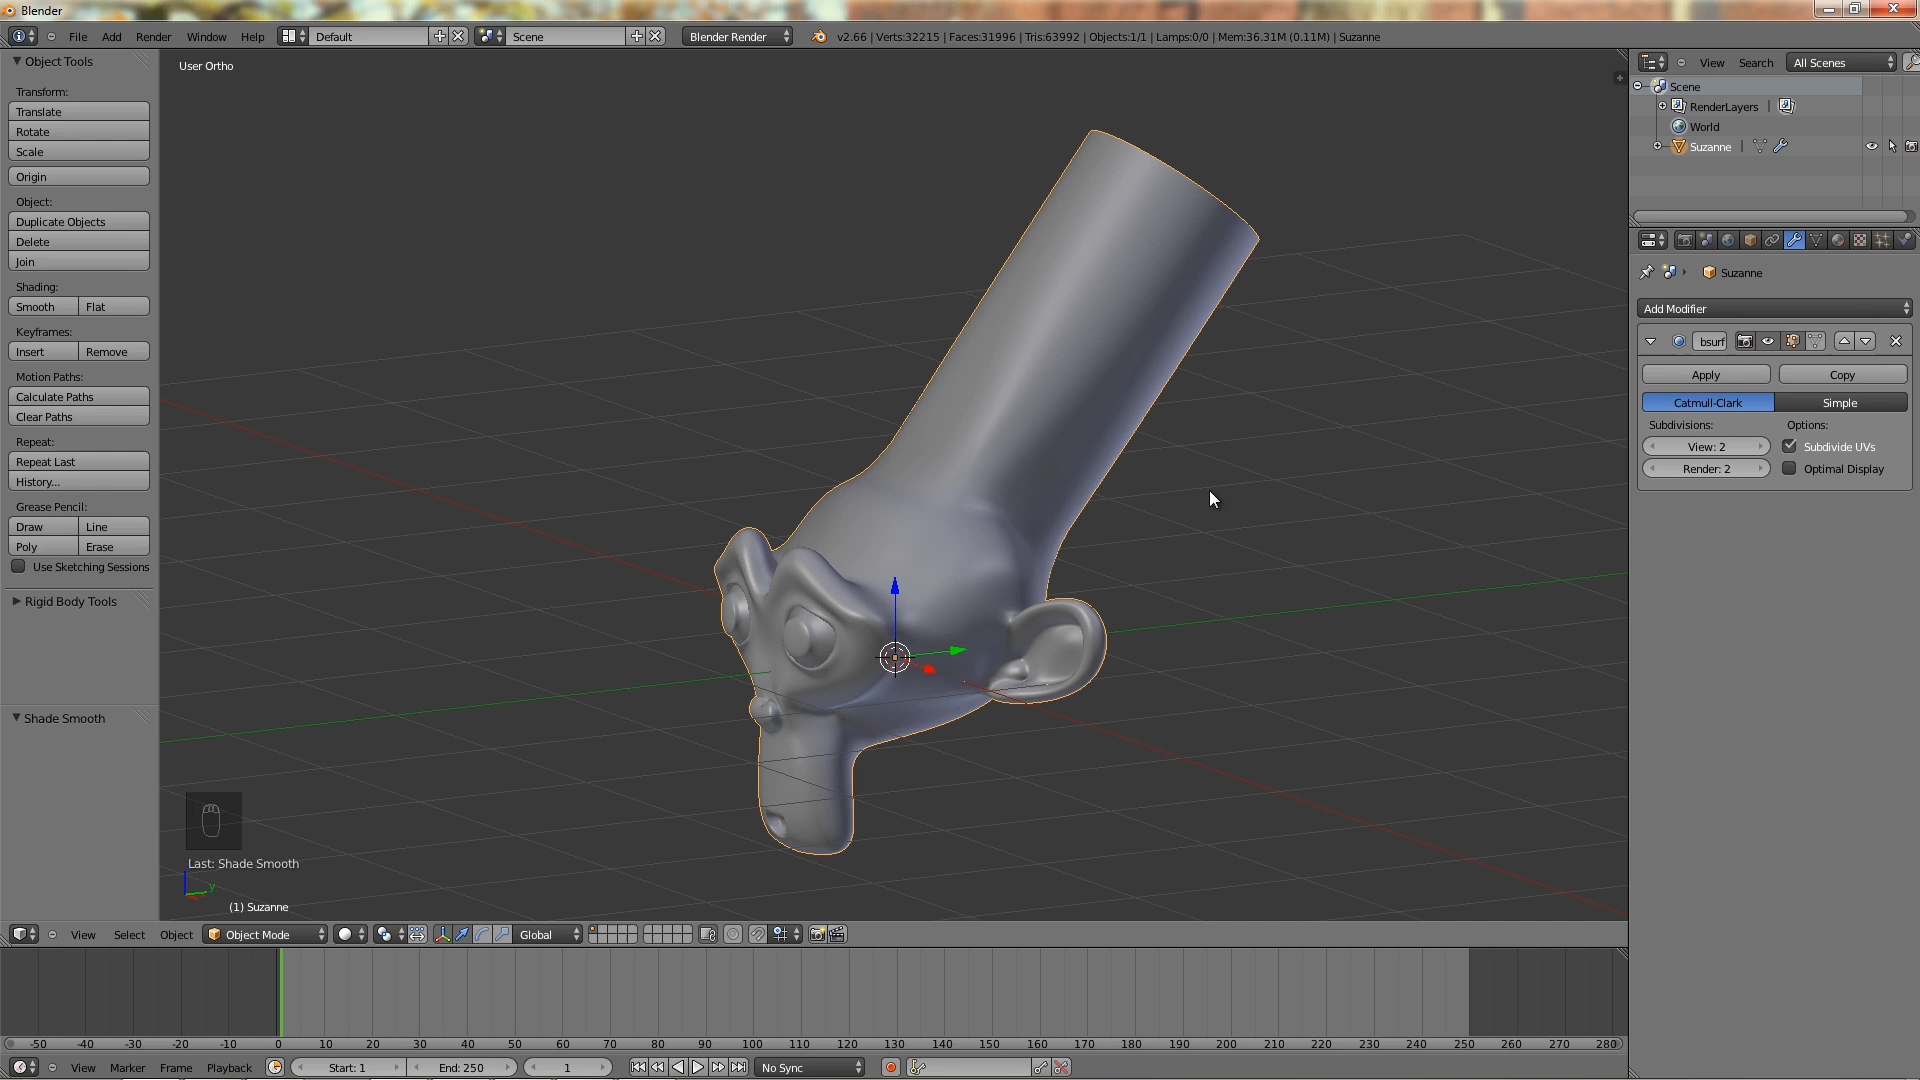 Blender
File Add Render Window Help Default Scene Blender Render v2.66 | Verts:32215 | Faces:31996 | Tris:63992 | Objects:1/1 | Lamps:0/0 | Mem:36.31M (0.11M) | Suzanne
Object Tools
Transform:
Translate
Rotate
Scale
Origin
Object:
Duplicate Objects
Delete
Join
Shading:
Smooth Flat
Keyframes:
Insert Remove
Motion Paths:
Calculate Paths
Clear Paths
Repeat:
Repeat Last
History...
Grease Pencil:
Draw Line
Poly Erase
Use Sketching Sessions
Rigid Body Tools
Shade Smooth
User Ortho
Last: Shade Smooth
y
(1) Suzanne
View Select Object Object Mode Global
-50 -40 -30 -20 -10 0 10 20 30 40 50 60 70 80 90 100 110 120 130 140 150 160 170 180 190 200 210 220 230 240 250 260 270 280
View Marker Frame Playback Start: 1 End: 250 1 No Sync
View Search All Scenes
Scene
RenderLayers |
World
Suzanne |
Suzanne
Add Modifier
bsurf
Apply Copy
Catmull-Clark Simple
Subdivisions: Options:
View: 2 Subdivide UVs
Render: 2 Optimal Display